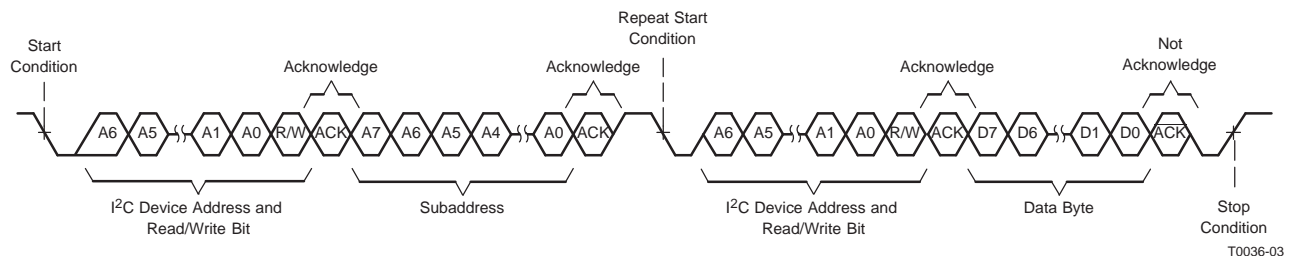 Start
Condition
Acknowledge
Acknowledge
Repeat Start
Condition
Acknowledge
Not
Acknowledge
A6 A5 A1 A0 R/W ACK A7 A6 A5 A4 A0 ACK A6 A5 A1 A0 R/W ACK D7 D6 D1 D0 A̅C̅K̅
I²C Device Address and
Read/Write Bit
Subaddress
I²C Device Address and
Read/Write Bit
Data Byte
Stop
Condition
T0036-03